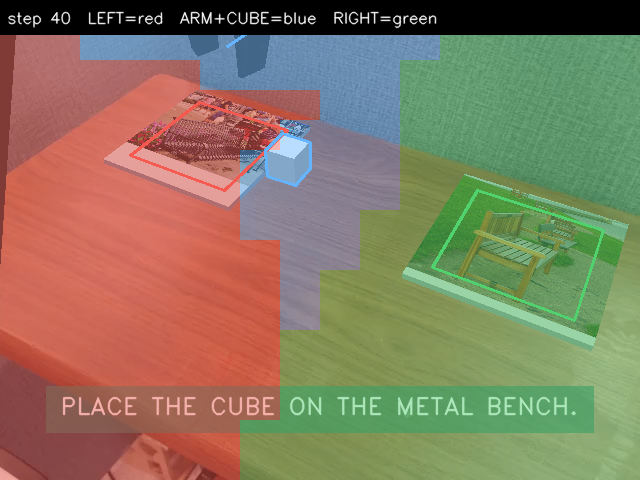 step 40 LEFT=red ARM+CUBE=blue RIGHT=green
PLACE THE CUBE ON THE METAL BENCH.